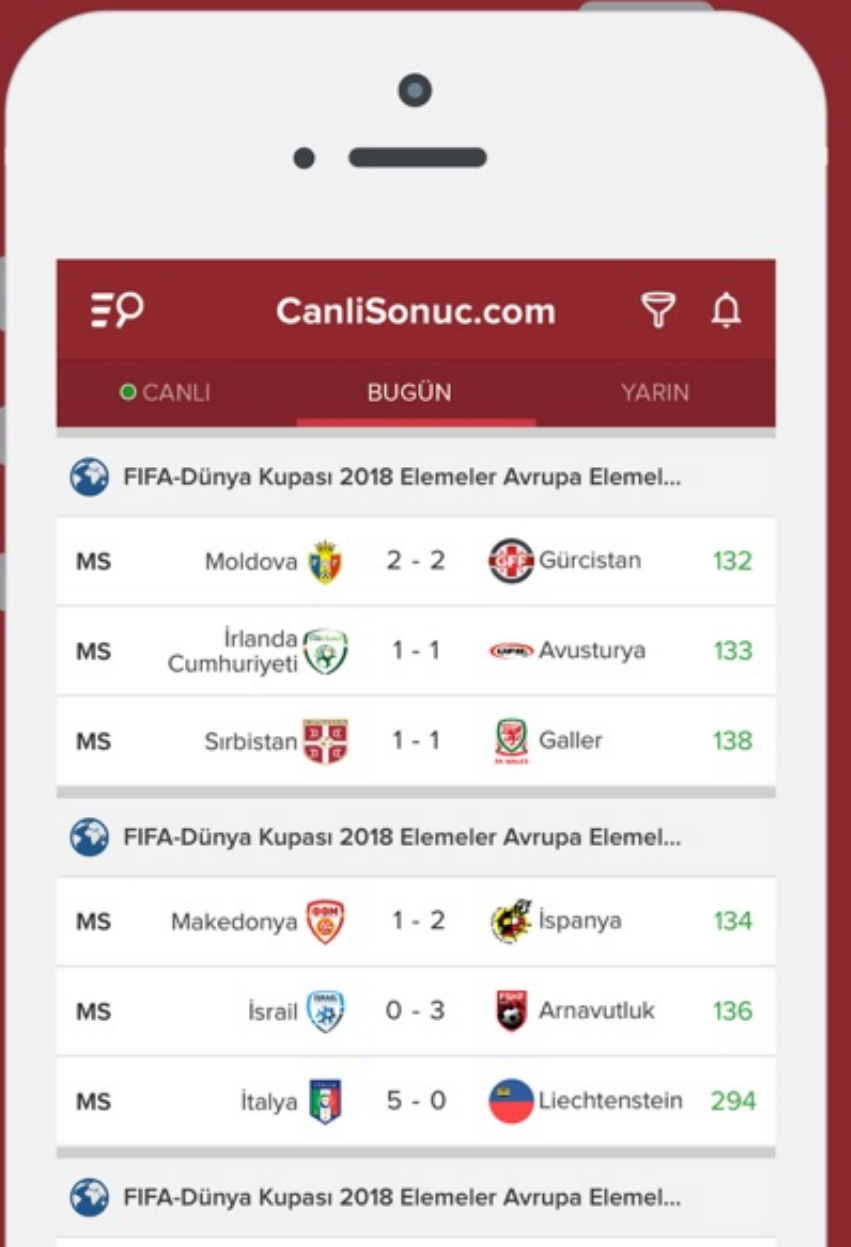 CanliSonuc.com
CANLI BUGÜN YARIN
FIFA-Dünya Kupası 2018 Elemeler Avrupa Elemel...
MS Moldova 2 - 2 GFF Gürcistan 132
MS İrlanda Cumhuriyeti 1 - 1 Avusturya 133
MS Sırbistan 1 - 1 Galler 138
FIFA-Dünya Kupası 2018 Elemeler Avrupa Elemel...
MS Makedonya 1 - 2 İspanya 134
MS İsrail 0 - 3 Arnavutluk 136
MS İtalya 5 - 0 Liechtenstein 294
FIFA-Dünya Kupası 2018 Elemeler Avrupa Elemel...